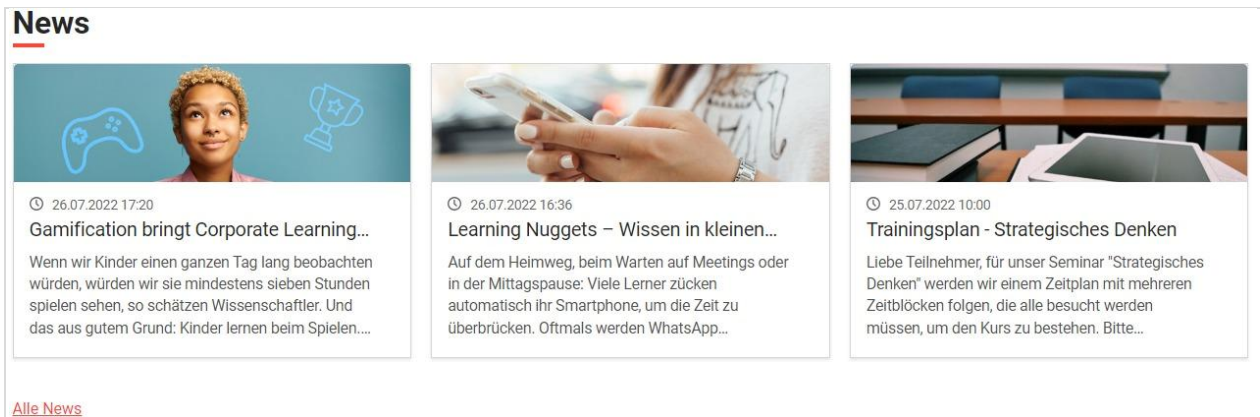 News
26.07.2022 17:20
Gamification bringt Corporate Learning...
Wenn wir Kinder einen ganzen Tag lang beobachten
würden, würden wir sie mindestens sieben Stunden
spielen sehen, so schätzen Wissenschaftler. Und
das aus gutem Grund: Kinder lernen beim Spielen....
26.07.2022 16:36
Learning Nuggets – Wissen in kleinen...
Auf dem Heimweg, beim Warten auf Meetings oder
in der Mittagspause: Viele Lerner zücken
automatisch ihr Smartphone, um die Zeit zu
überbrücken. Oftmals werden WhatsApp...
25.07.2022 10:00
Trainingsplan - Strategisches Denken
Liebe Teilnehmer, für unser Seminar "Strategisches
Denken" werden wir einem Zeitplan mit mehreren
Zeitblöcken folgen, die alle besucht werden
müssen, um den Kurs zu bestehen. Bitte...
Alle News